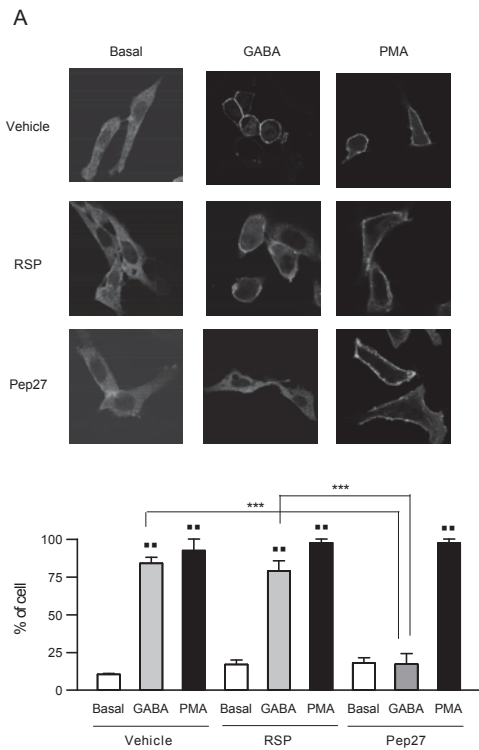 A
Basal GABA PMA
Vehicle
RSP
Pep27
***
***
▪▪ ▪▪ ▪▪ ▪▪ ▪▪
100
75
50
25
0
% of cell
Basal GABA PMA Basal GABA PMA Basal GABA PMA
Vehicle RSP Pep27